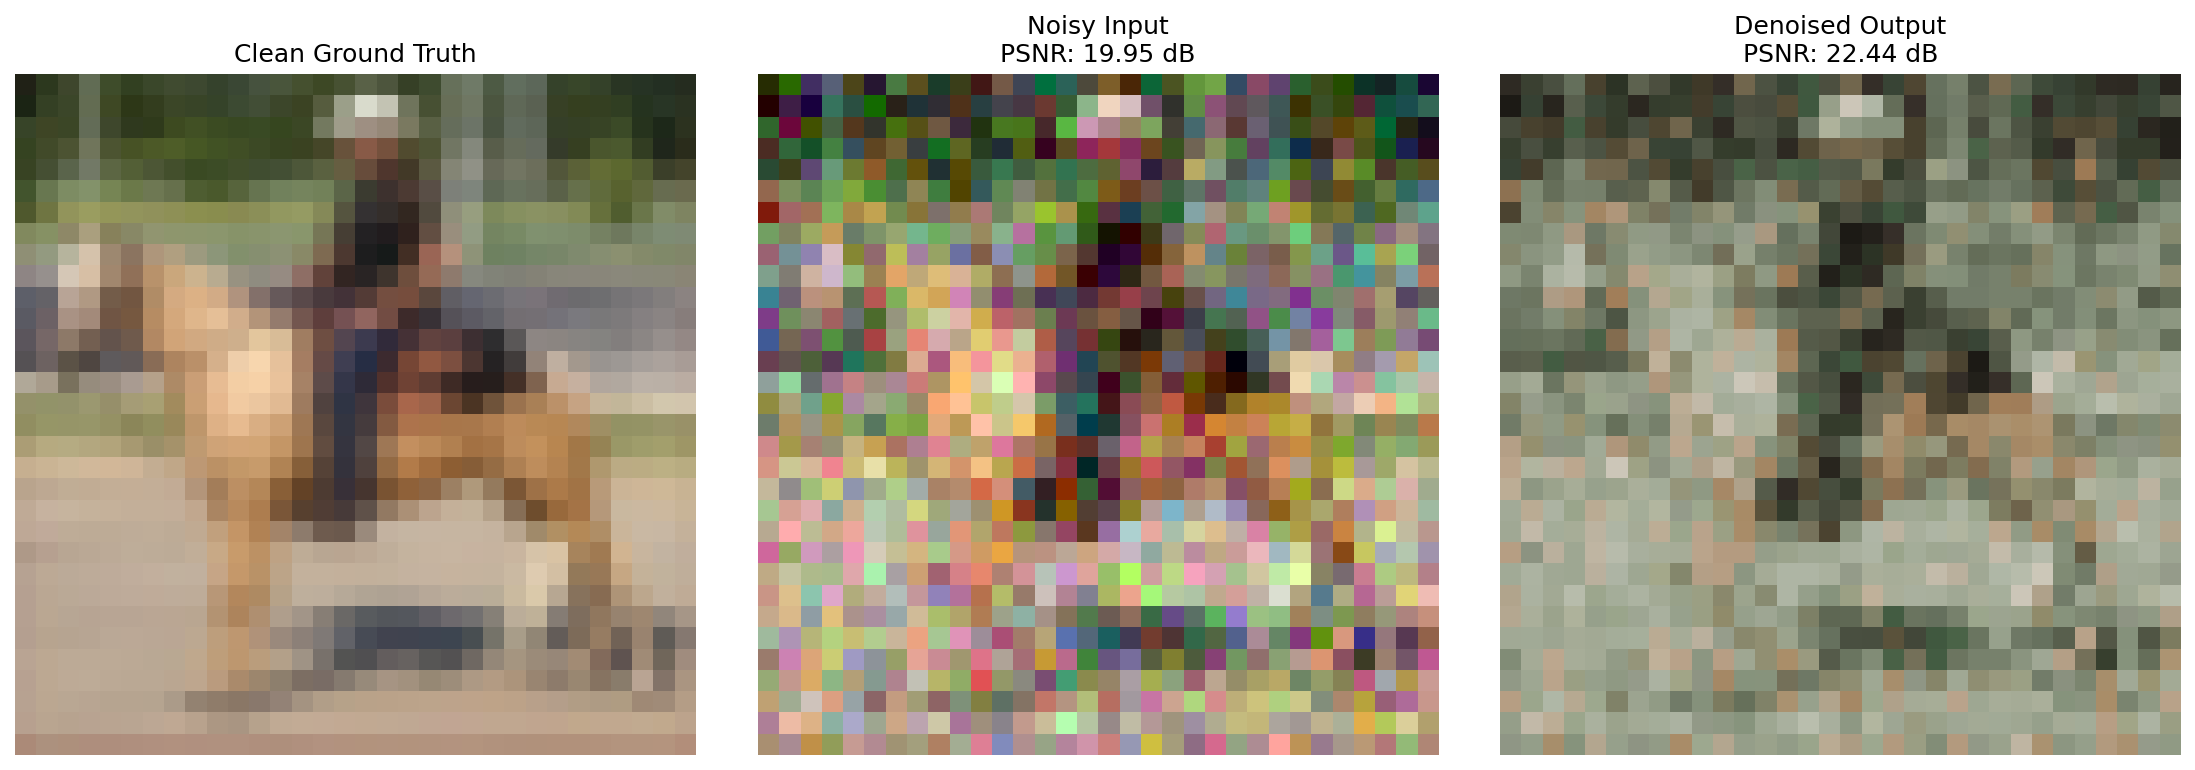 Clean Ground Truth
Noisy Input
PSNR: 19.95 dB
Denoised Output
PSNR: 22.44 dB